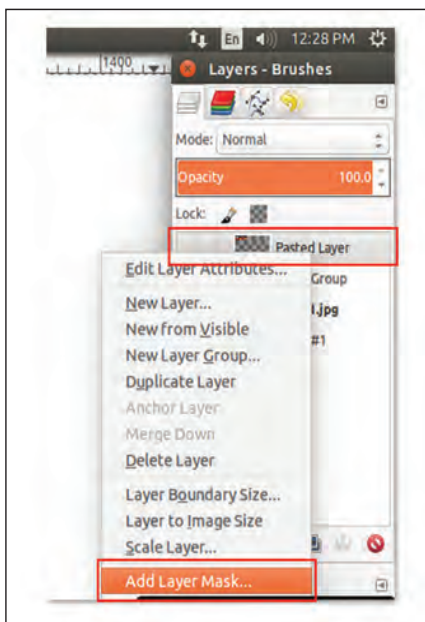 En 12:28 PM
1400
Layers - Brushes
Mode: Normal
Opacity 100.0
Lock:
Pasted Layer
Edit Layer Attributes...
Group
New Layer...
l.jpg
New from Visible
#1
New Layer Group...
Duplicate Layer
Anchor Layer
Merge Down
Delete Layer
Layer Boundary Size...
Layer to Image Size
Scale Layer...
Add Layer Mask...